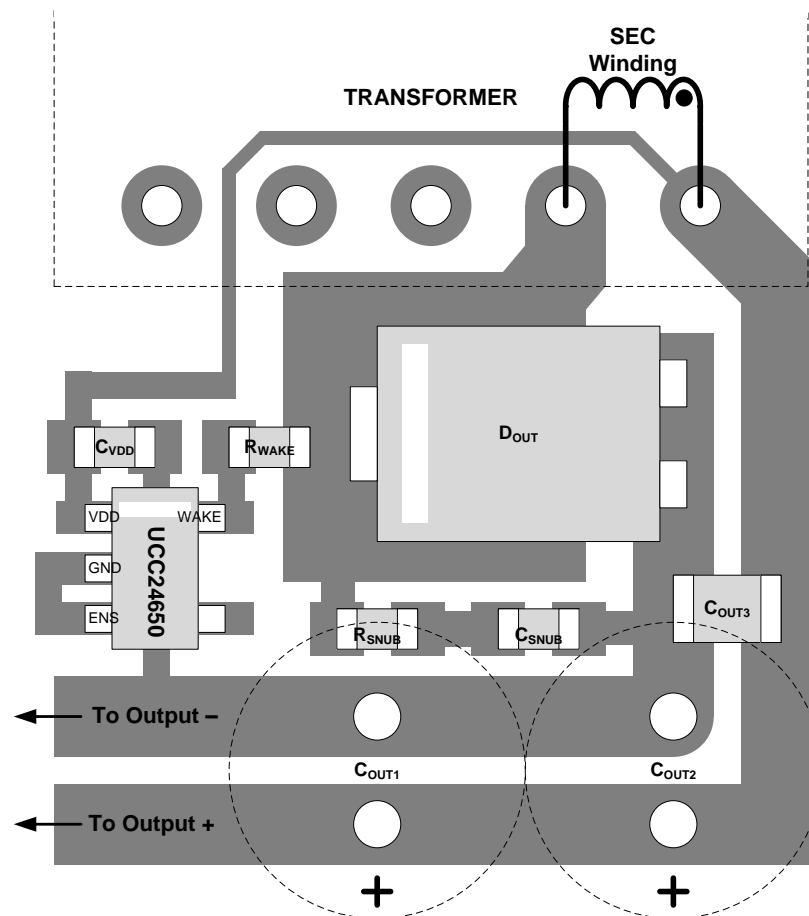 SEC
Winding
TRANSFORMER
DOUT
CVDD
RWAKE
VDD
WAKE
GND
ENS
UCC24650
COUT3
RSNUB
CSNUB
To Output –
COUT1
COUT2
To Output +
+
+